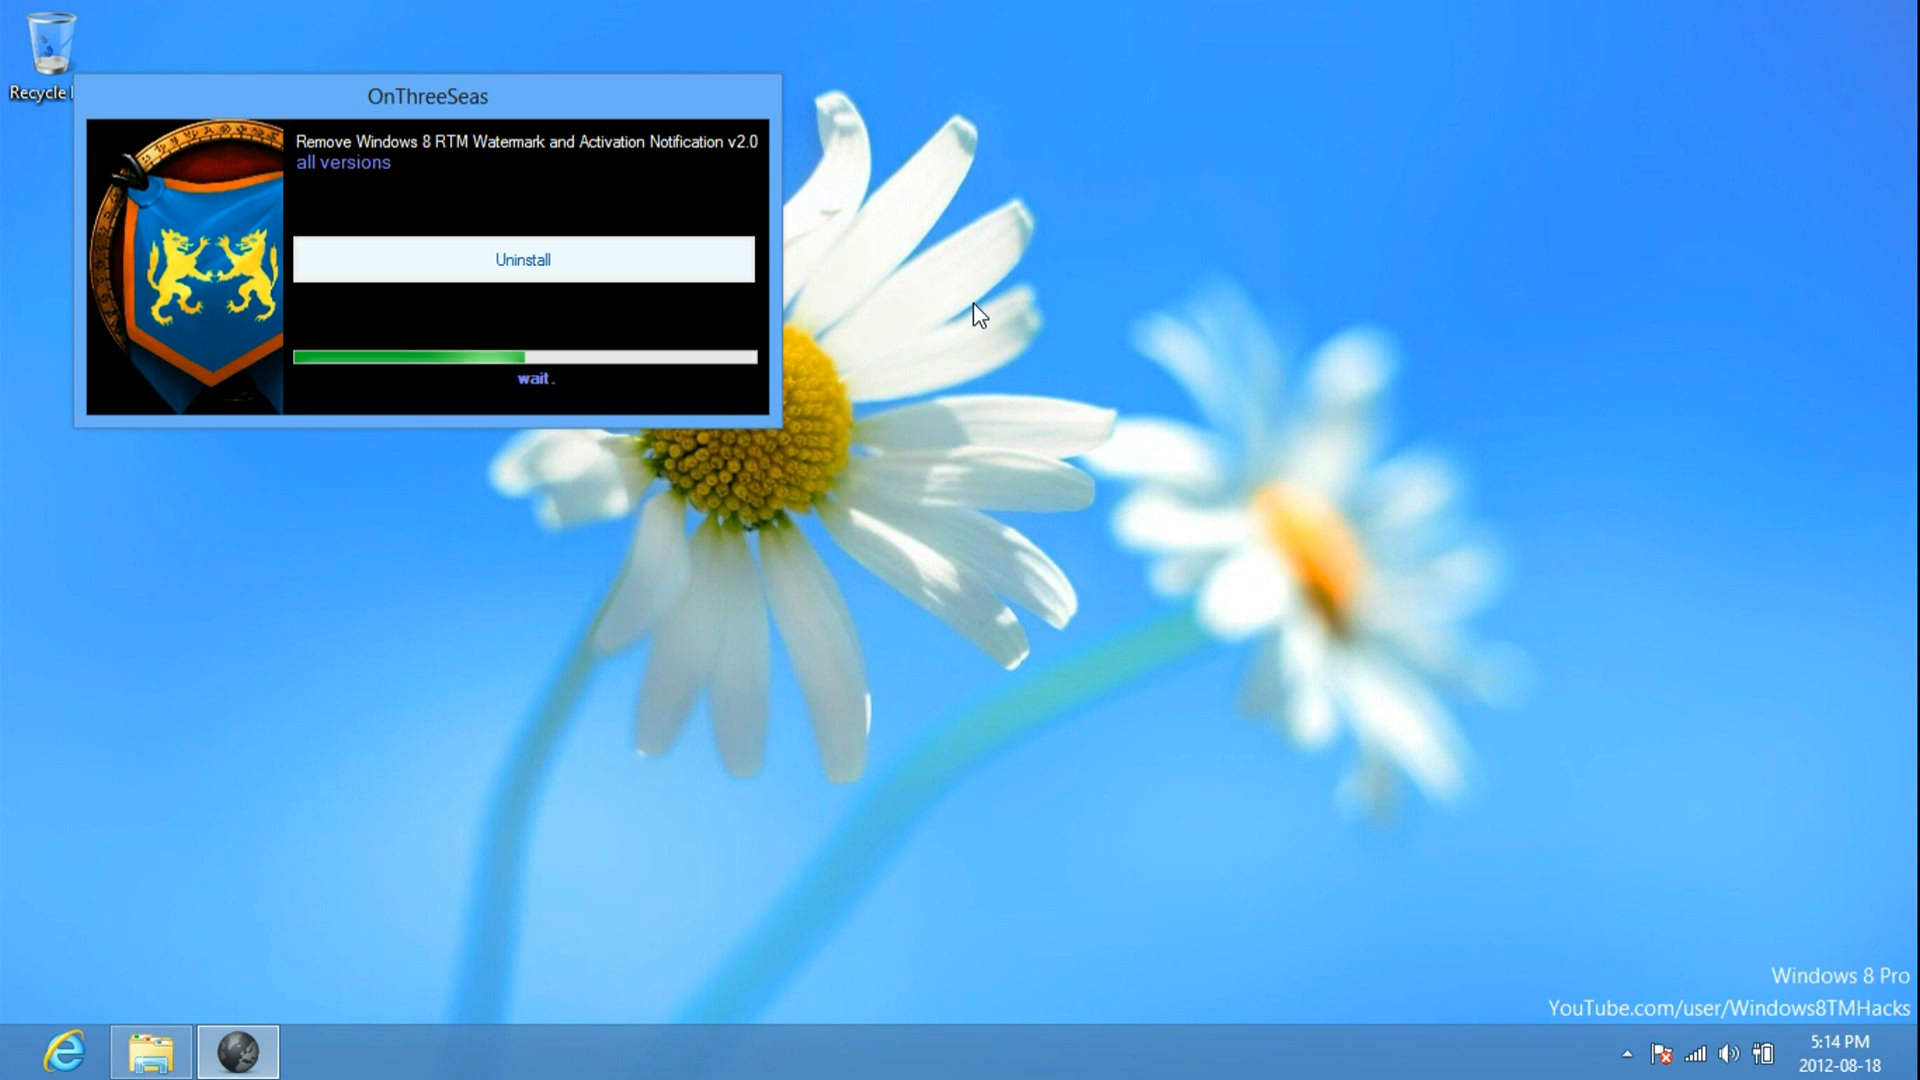 Recycle
OnThreeSeas
Remove Windows 8 RTM Watermark and Activation Notification v2.0
all versions
Uninstall
wait.
Windows 8 Pro
YouTube.com/user/Windows8TMHacks
5:14 PM
2012-08-18